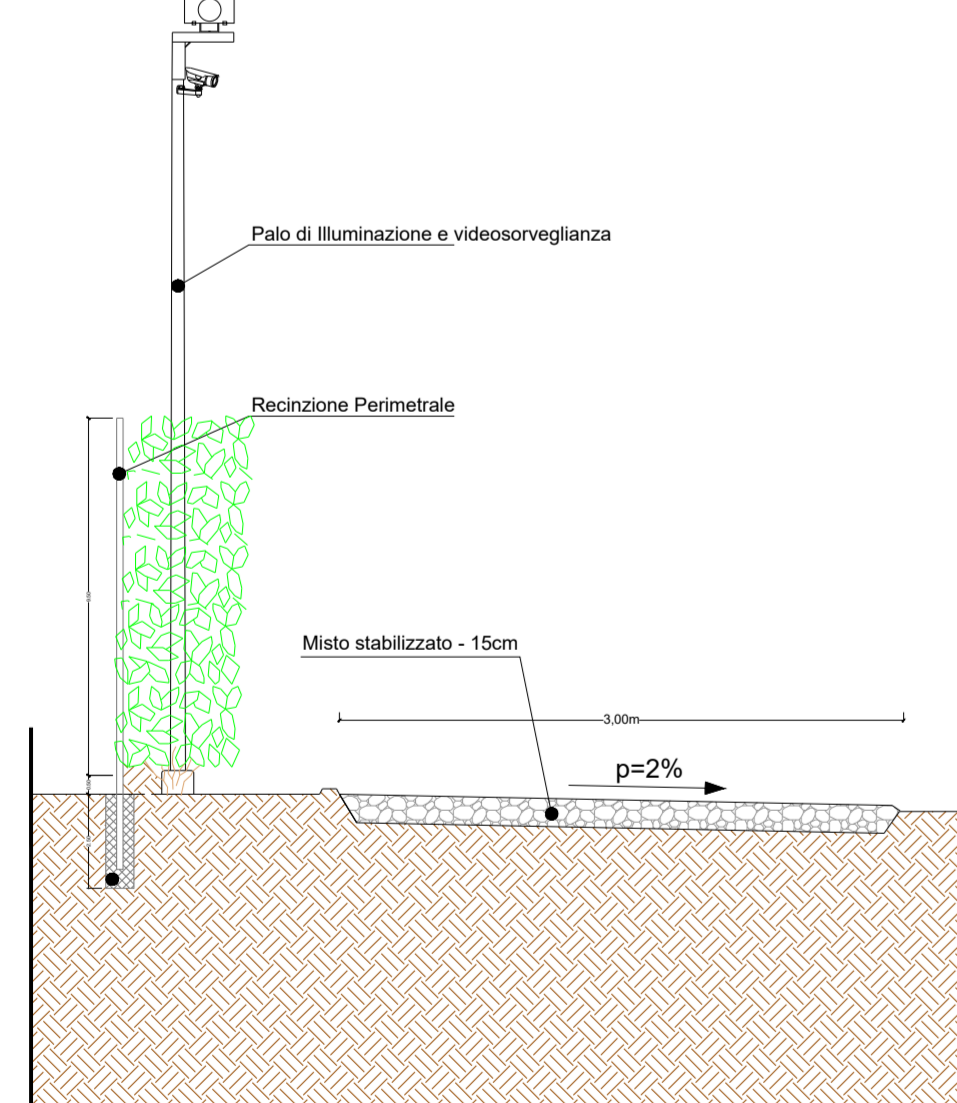 Palo di Illuminazione e videosorveglianza
Recinzione Perimetrale
Misto stabilizzato - 15cm
3,00m
p=2%